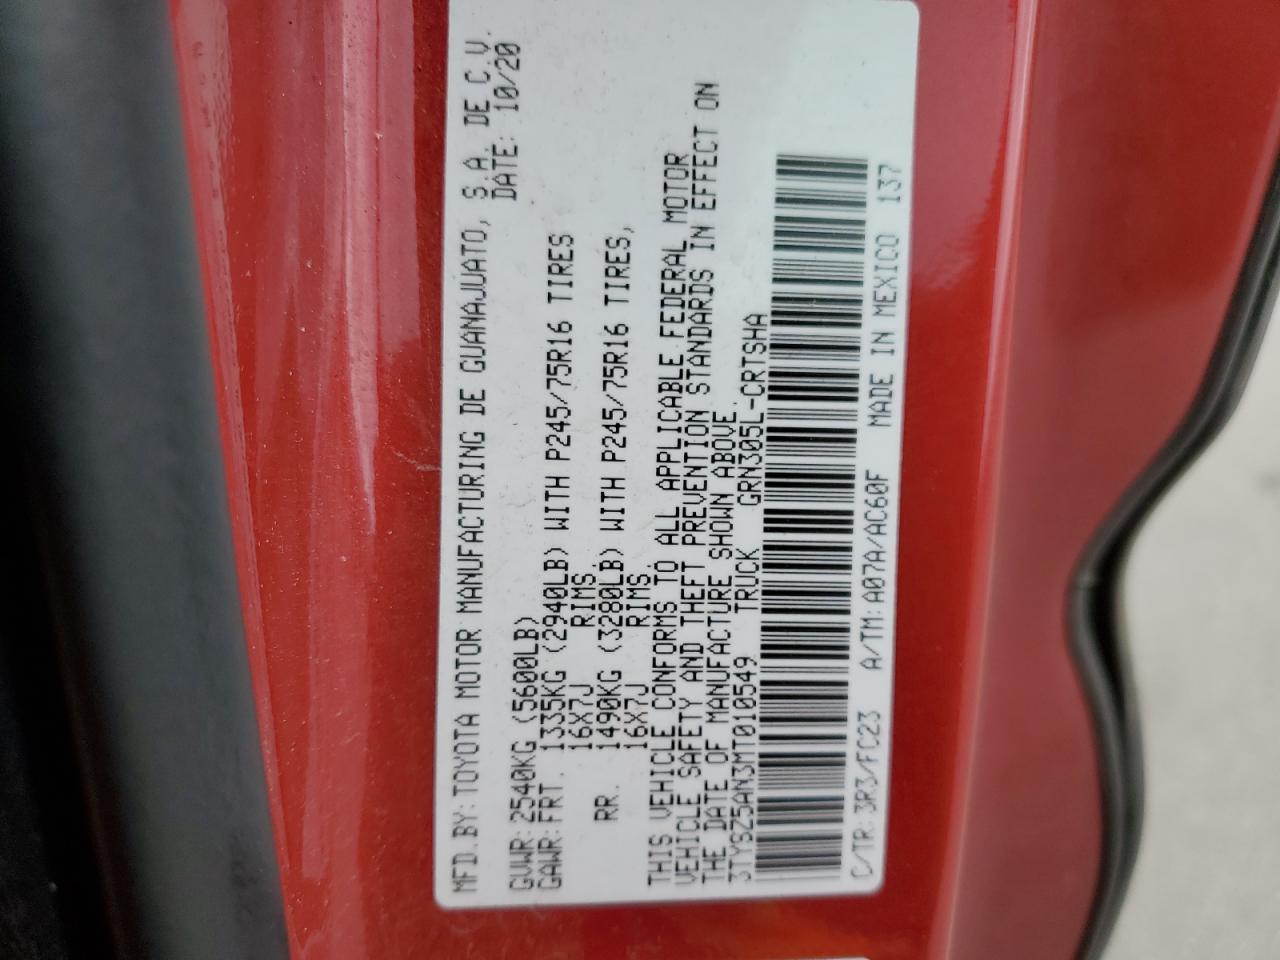 MFD.BY:TOYOTA MOTOR MANUFACTURING DE GUANAJUATO, S.A. DE C.V.
DATE: 10/20
GVWR:2540KG(5600LB)
GAWR:FRT. 1335KG (2940LB) WITH P245/75R16 TIRES
16X7J RIMS,
RR. 1490KG (3280LB) WITH P245/75R16 TIRES,
16X7J RIMS.
THIS VEHICLE CONFORMS TO ALL APPLICABLE FEDERAL MOTOR
VEHICLE SAFETY AND THEFT PREVENTION STANDARDS IN EFFECT ON
THE DATE OF MANUFACTURE SHOWN ABOVE.
3TYSZ5AN3MT010549 TRUCK GRN305L-CRTSHA
C/TR:3R3/FC23 A/TM:A07A/AC60F MADE IN MEXICO 137